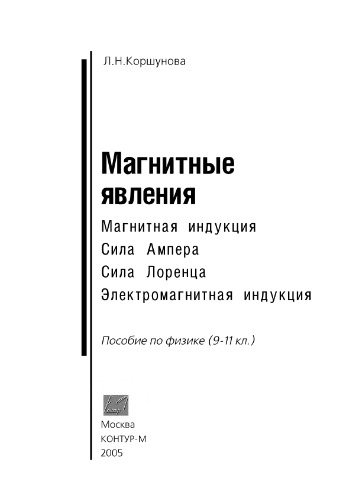 Л.Н.Коршунова
Магнитные
явления
Магнитная индукция
Сила Ампера
Сила Лоренца
Электромагнитная индукция
Пособие по физике (9-11 кл.)
Москва
КОНТУР-М
2005